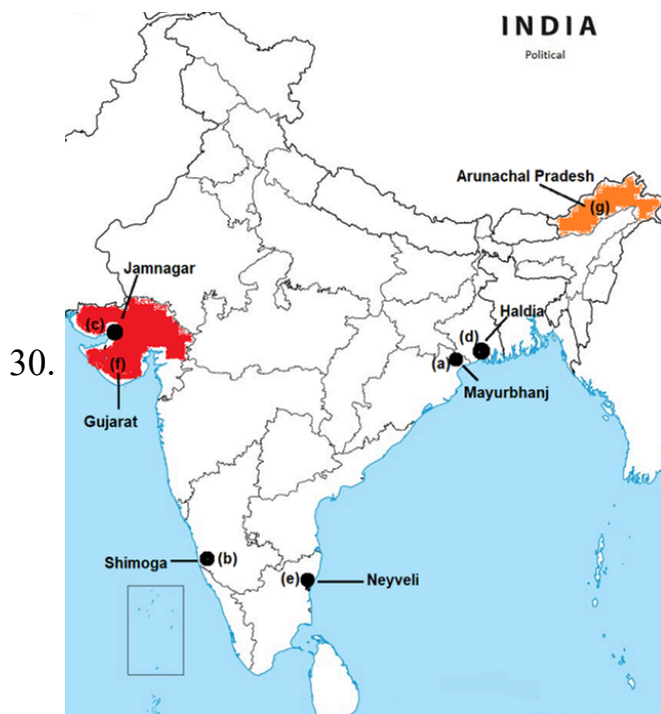 INDIA
Political
Arunachal Pradesh
(g)
Jamnagar
(c)
Haldia
(d)
(a)
Mayurbhanj
30.
(f)
Gujarat
Shimoga (b)
(e) Neyveli